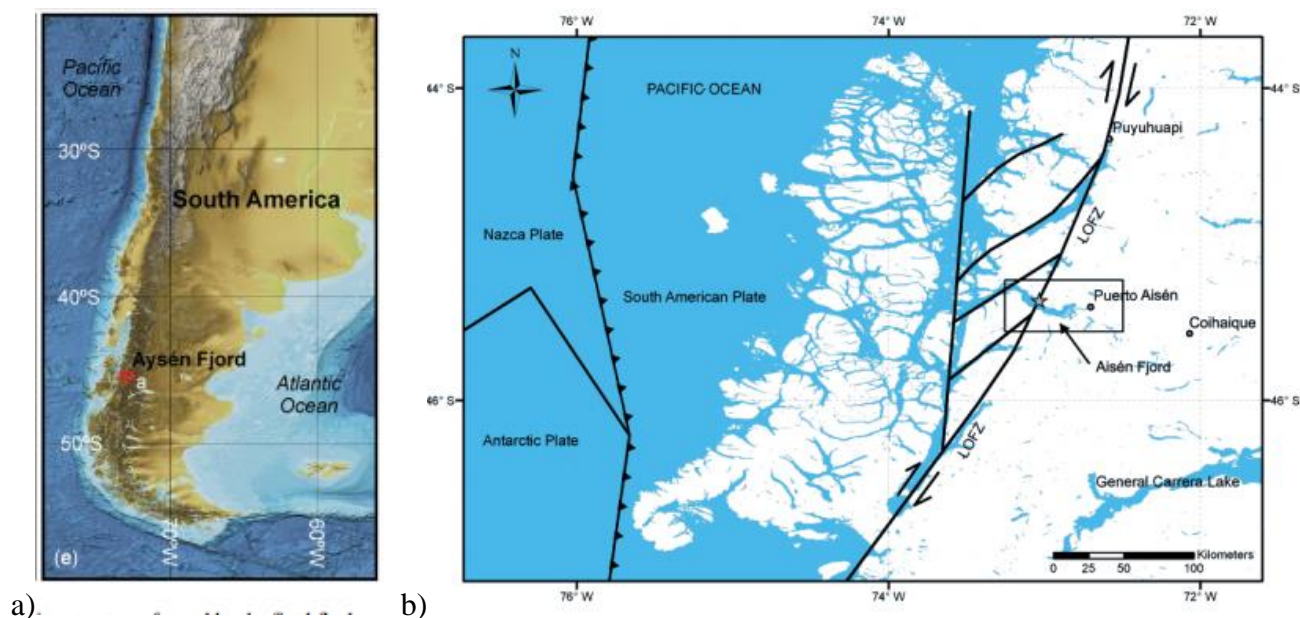 Pacific
Ocean
30ºS
South America
40ºS
Aysén Fjord
a
Atlantic
Ocean
50ºS
70ºW
60ºW
(e)
a)
76° W
74° W
72° W
N
PACIFIC OCEAN
44° S
44° S
Puyuhuapi
Nazca Plate
LOFZ
South American Plate
Puerto Aisén
Coihaique
Aisén Fjord
46° S
46° S
Antarctic Plate
LOFZ
General Carrera Lake
Kilometers
0 25 50 100
76° W
74° W
72° W
b)